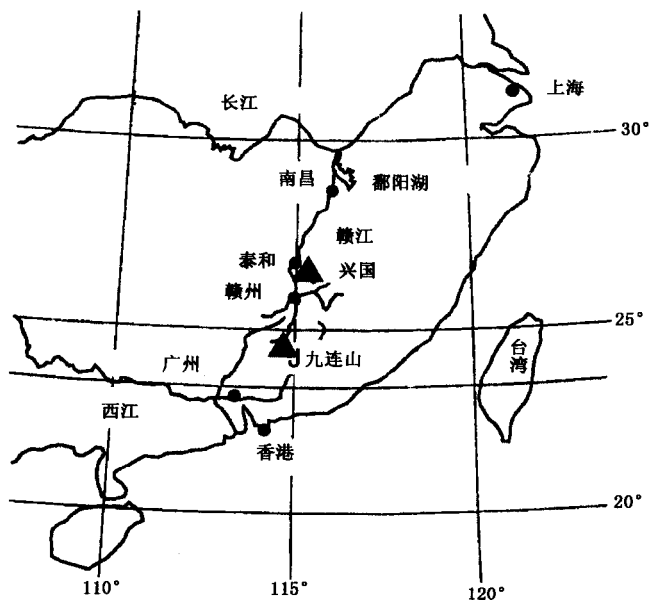 长江
上海
30°
南昌
鄱阳湖
赣江
泰和
兴国
赣州
25°
广州
九连山
台湾
西江
香港
20°
110°
115°
120°